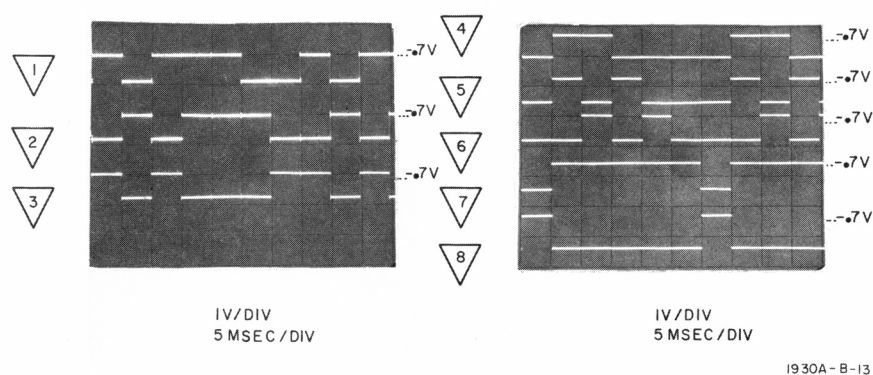 1
2
3
-.7V
-.7V
-.7V
1V/DIV
5 MSEC/DIV
4
5
6
7
8
-.7V
-.7V
-.7V
-.7V
-.7V
1V/DIV
5 MSEC/DIV
1930A-B-13